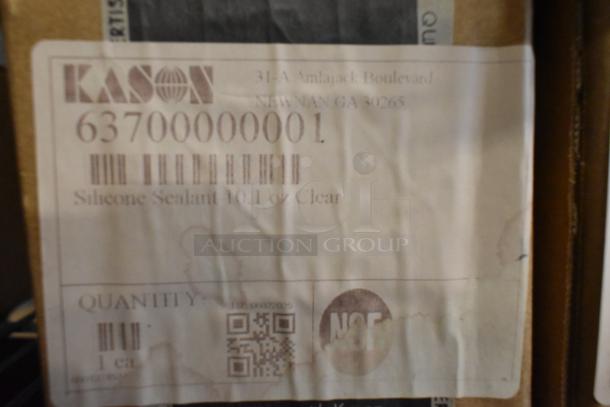 KASON
31-A Amlajack Boulevard
NEWNAN GA 30265
63700000001
Silicone Sealant 10.1 oz Clear
PCI
AUCTION GROUP
QUANTITY:
1 ea
NSF